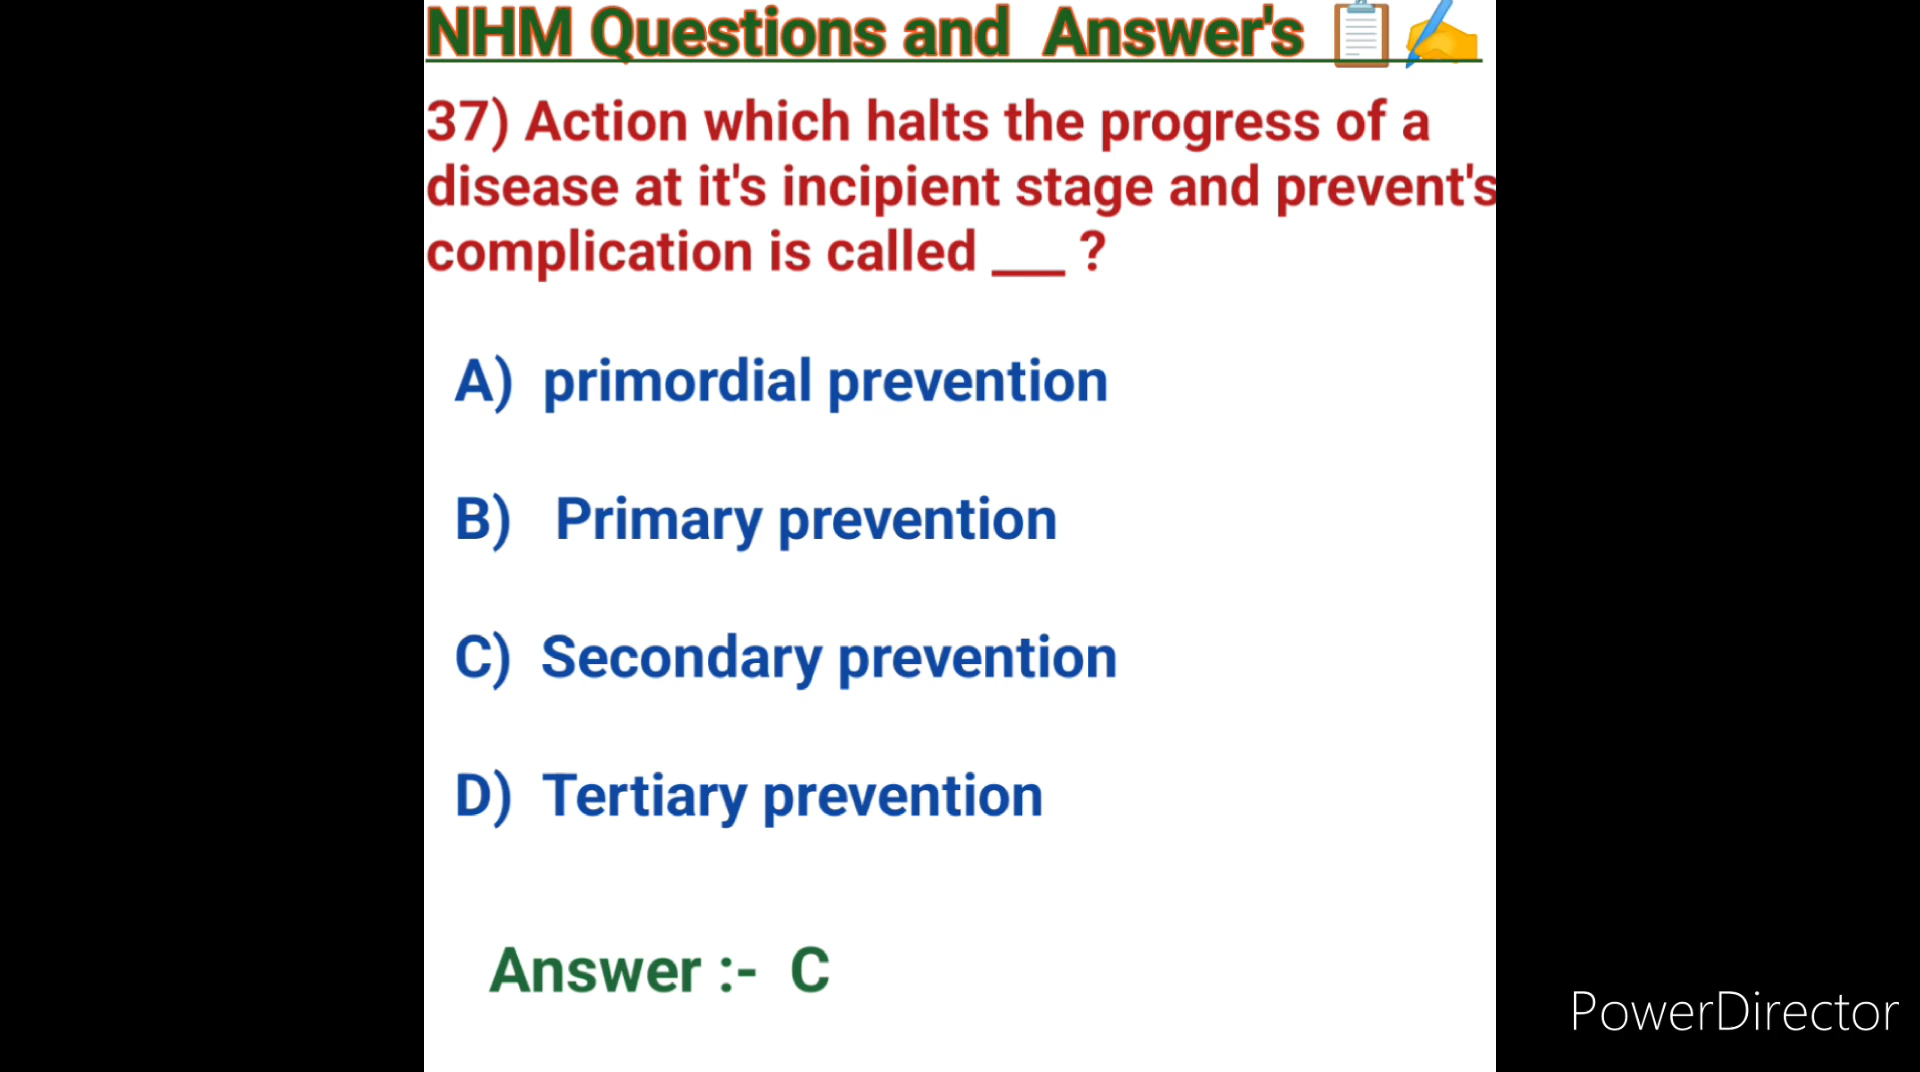 NHM Questions and Answer's 📋✍
37) Action which halts the progress of a
disease at it's incipient stage and prevent's
complication is called ___ ?
A) primordial prevention
B) Primary prevention
C) Secondary prevention
D) Tertiary prevention
Answer :- C
PowerDirector